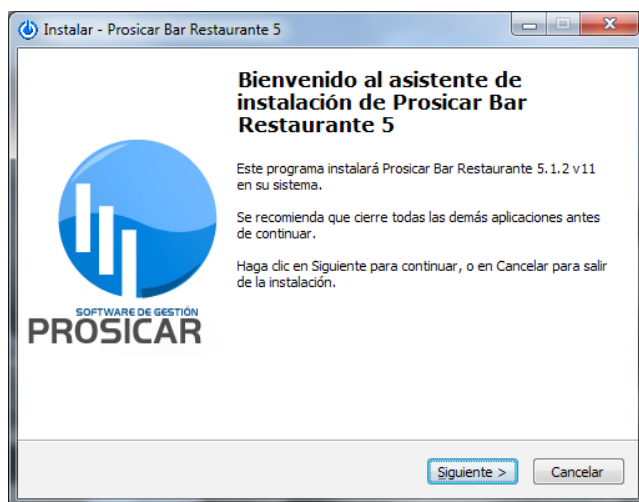 Instalar - Prosicar Bar Restaurante 5
Bienvenido al asistente de
instalación de Prosicar Bar
Restaurante 5
Este programa instalará Prosicar Bar Restaurante 5.1.2 v11
en su sistema.
Se recomienda que cierre todas las demás aplicaciones antes
de continuar.
Haga clic en Siguiente para continuar, o en Cancelar para salir
de la instalación.
SOFTWARE DE GESTIÓN
PROSICAR
Siguiente >
Cancelar